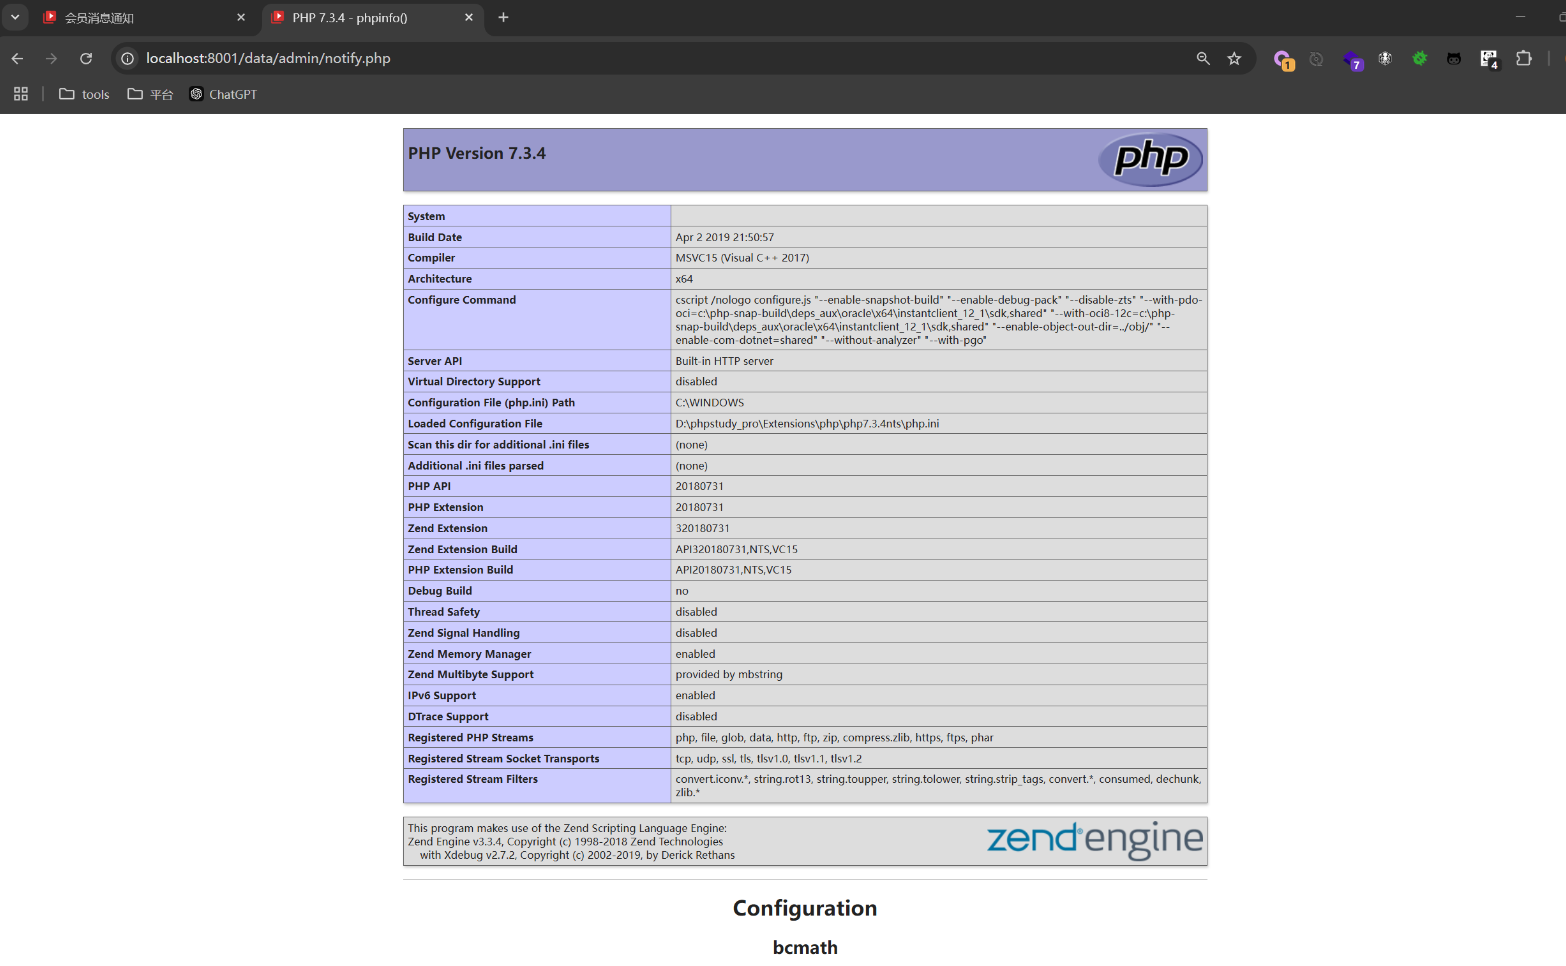 会员消息通知
PHP 7.3.4 - phpinfo()
localhost:8001/data/admin/notify.php
1
7
4
tools
平台
ChatGPT
PHP Version 7.3.4
php
System
Build Date Apr 2 2019 21:50:57
Compiler MSVC15 (Visual C++ 2017)
Architecture x64
Configure Command cscript /nologo configure.js "--enable-snapshot-build" "--enable-debug-pack" "--disable-zts" "--with-pdo-
oci=c:\php-snap-build\deps_aux\oracle\x64\instantclient_12_1\sdk,shared" "--with-oci8-12c=c:\php-
snap-build\deps_aux\oracle\x64\instantclient_12_1\sdk,shared" "--enable-object-out-dir=../obj/" "--
enable-com-dotnet=shared" "--without-analyzer" "--with-pgo"
Server API Built-in HTTP server
Virtual Directory Support disabled
Configuration File (php.ini) Path C:\WINDOWS
Loaded Configuration File D:\phpstudy_pro\Extensions\php\php7.3.4nts\php.ini
Scan this dir for additional .ini files (none)
Additional .ini files parsed (none)
PHP API 20180731
PHP Extension 20180731
Zend Extension 320180731
Zend Extension Build API320180731,NTS,VC15
PHP Extension Build API20180731,NTS,VC15
Debug Build no
Thread Safety disabled
Zend Signal Handling disabled
Zend Memory Manager enabled
Zend Multibyte Support provided by mbstring
IPv6 Support enabled
DTrace Support disabled
Registered PHP Streams php, file, glob, data, http, ftp, zip, compress.zlib, https, ftps, phar
Registered Stream Socket Transports tcp, udp, ssl, tls, tlsv1.0, tlsv1.1, tlsv1.2
Registered Stream Filters convert.iconv.*, string.rot13, string.toupper, string.tolower, string.strip_tags, convert.*, consumed, dechunk,
zlib.*
This program makes use of the Zend Scripting Language Engine:
Zend Engine v3.3.4, Copyright (c) 1998-2018 Zend Technologies
with Xdebug v2.7.2, Copyright (c) 2002-2019, by Derick Rethans
zend® engine
Configuration
bcmath